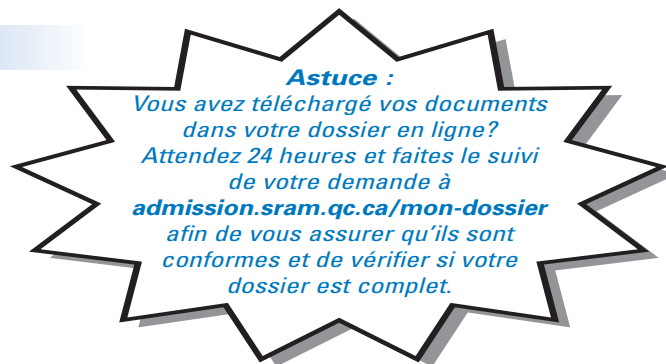 Astuce :
Vous avez téléchargé vos documents
dans votre dossier en ligne?
Attendez 24 heures et faites le suivi
de votre demande à
admission.sram.qc.ca/mon-dossier
afin de vous assurer qu'ils sont
conformes et de vérifier si votre
dossier est complet.